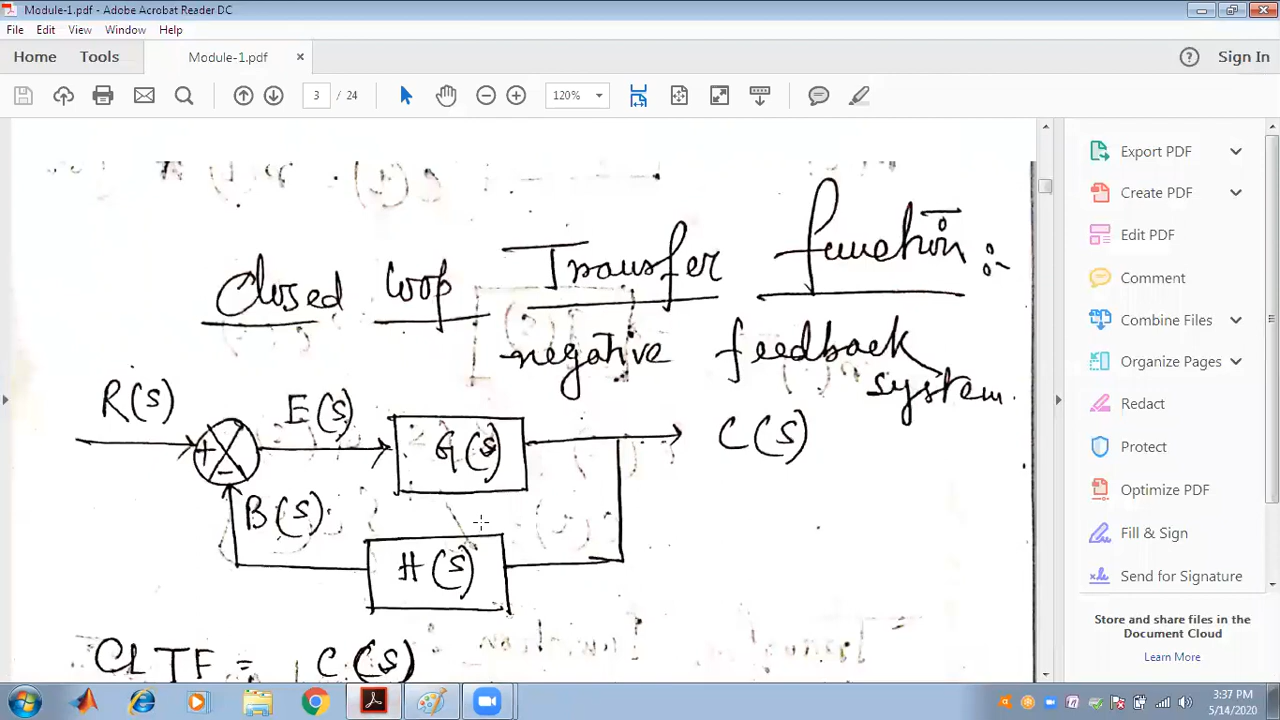 Module-1.pdf - Adobe Acrobat Reader DC
File Edit View Window Help
Home Tools Module-1.pdf × Sign In
3 / 24 120%
Closed loop Transfer function :-
negative feedback system.
R(S) E(S) G(S) C(S)
+
-
B(S)
H(S)
CLTF = C(S)
Export PDF
Create PDF
Edit PDF
Comment
Combine Files
Organize Pages
Redact
Protect
Optimize PDF
Fill & Sign
Send for Signature
Store and share files in the
Document Cloud
Learn More
3:37 PM
5/14/2020